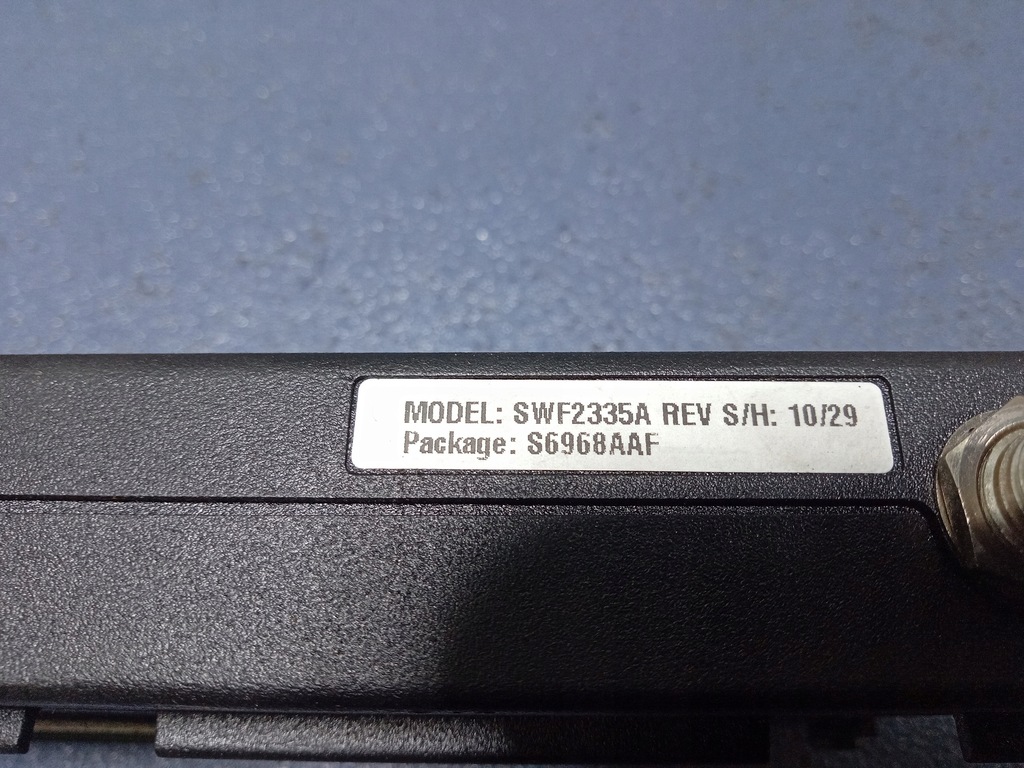 MODEL: SWF2335A REV S/H: 10/29
Package: S6968AAF